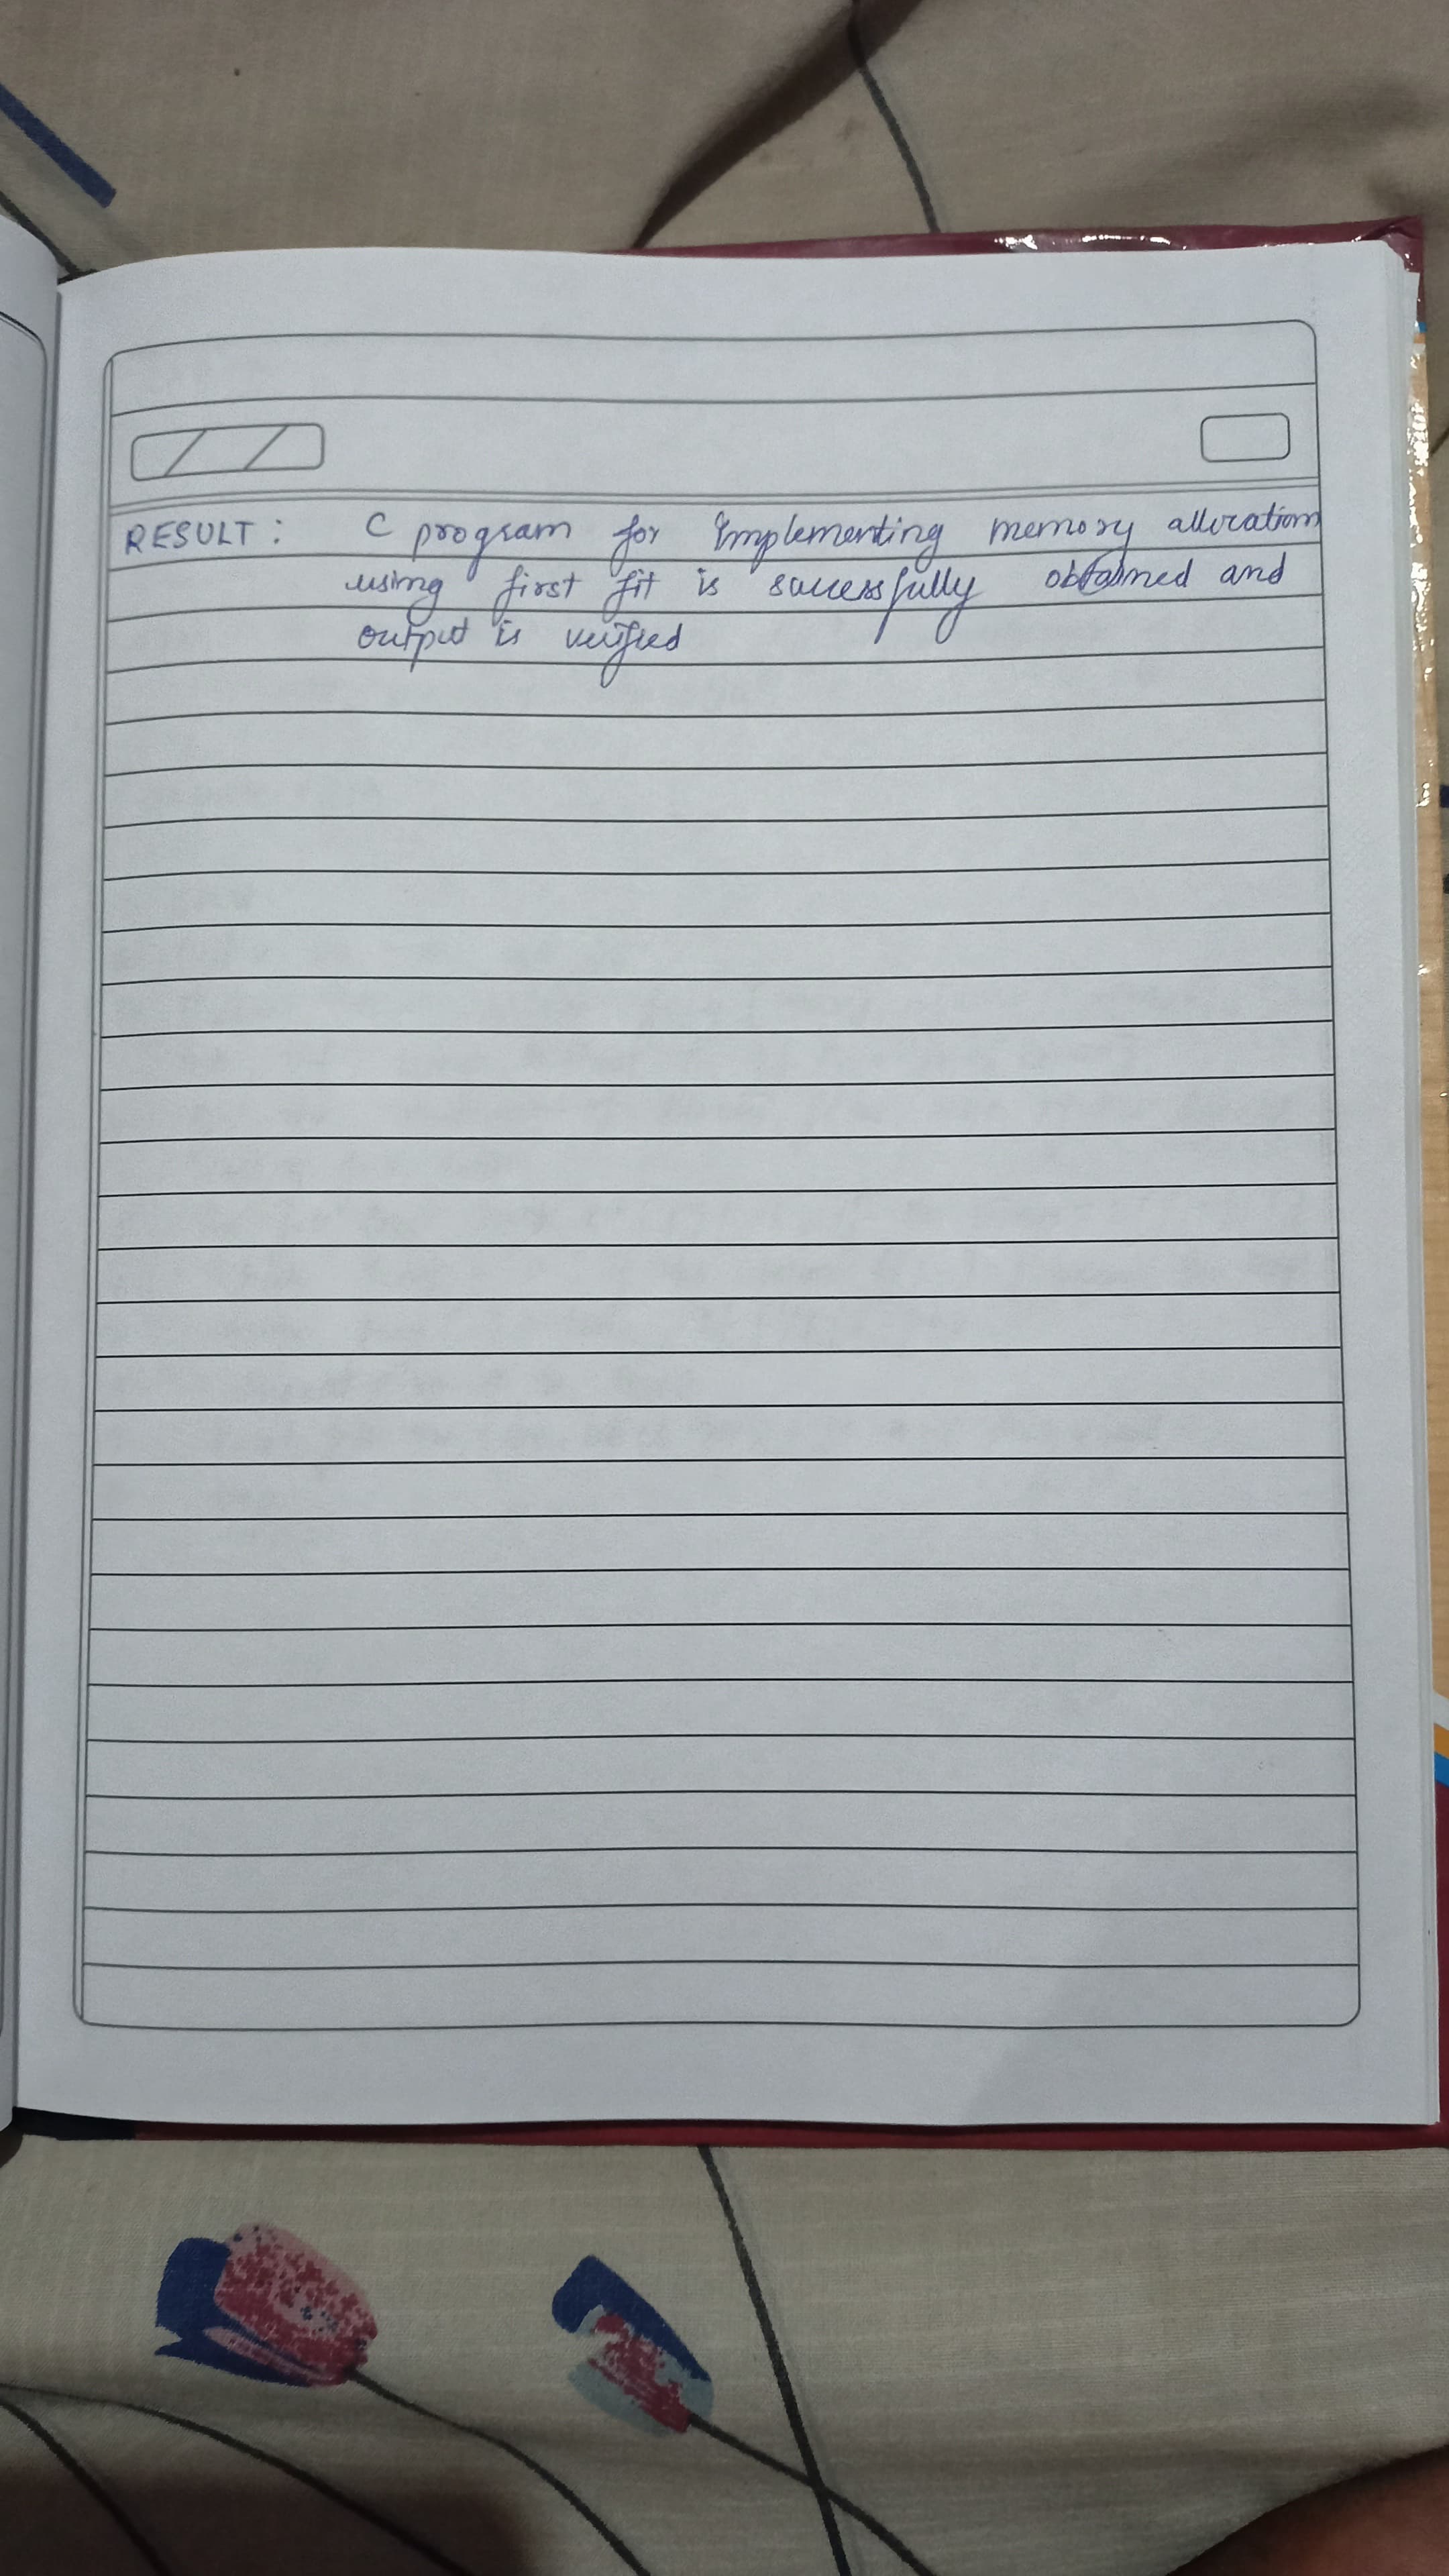 RESULT: C program for Implementing memory allocation
using first fit is successfully obtained and
output is verified